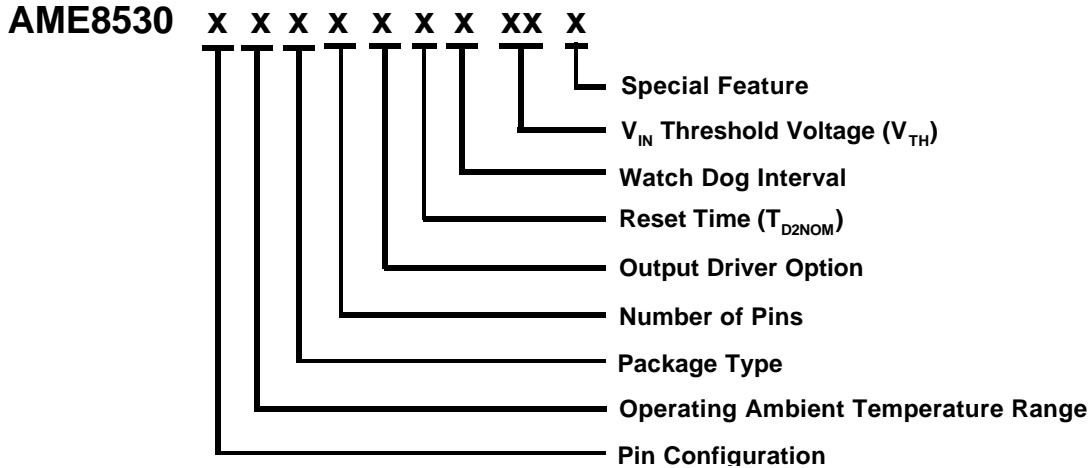 AME8530 x x x x x x x xx x
Special Feature
VIN Threshold Voltage (VTH)
Watch Dog Interval
Reset Time (TD2NOM)
Output Driver Option
Number of Pins
Package Type
Operating Ambient Temperature Range
Pin Configuration